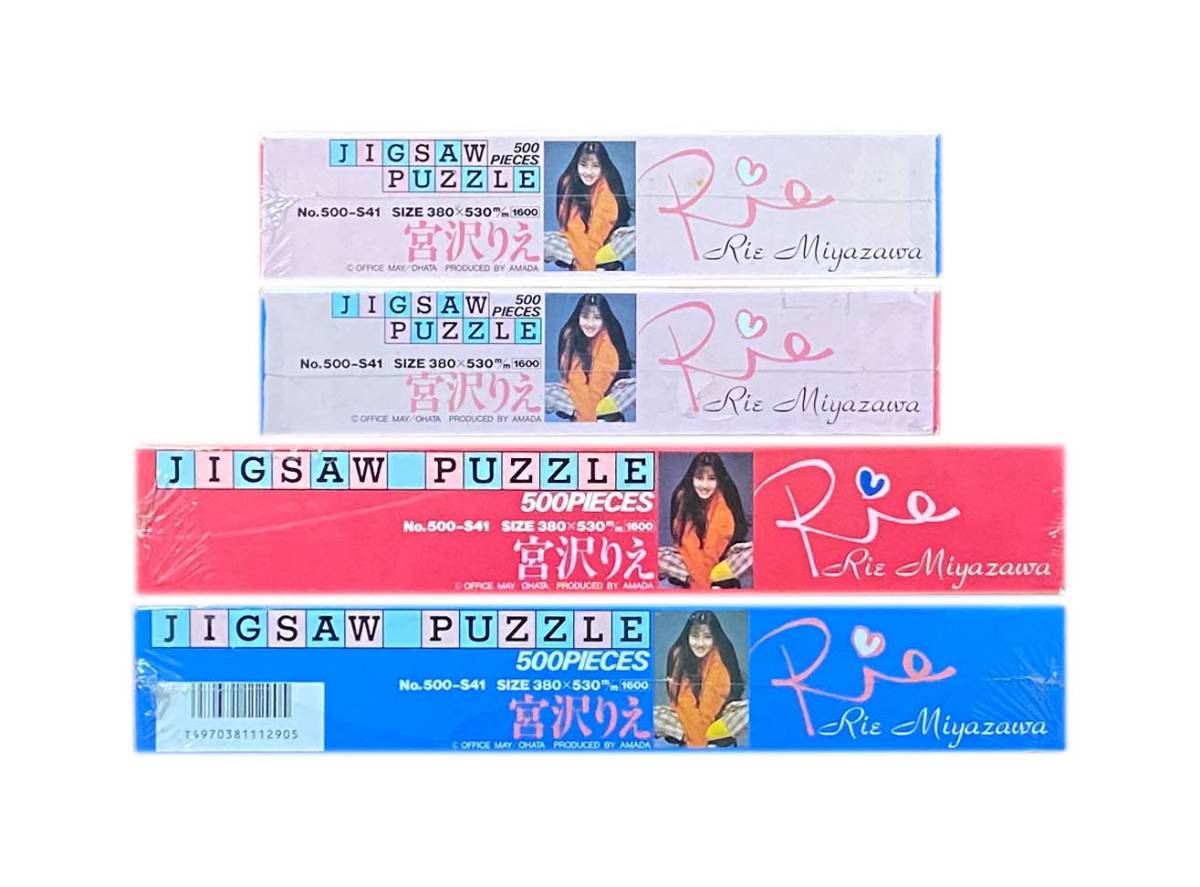 JIGSAW 500 PIECES
PUZZLE
No.500-S41 SIZE 380×530m/m 1600
宮沢りえ
© OFFICE MAY/OHATA PRODUCED BY AMADA
Rie
Rie Miyazawa
JIGSAW 500 PIECES
PUZZLE
No.500-S41 SIZE 380×530m/m 1600
宮沢りえ
© OFFICE MAY/OHATA PRODUCED BY AMADA
Rie
Rie Miyazawa
JIGSAW PUZZLE
500PIECES
No.500-S41 SIZE 380×530m/m 1600
宮沢りえ
© OFFICE MAY/OHATA PRODUCED BY AMADA
Rie
Rie Miyazawa
JIGSAW PUZZLE
500PIECES
No.500-S41 SIZE 380×530m/m 1600
宮沢りえ
© OFFICE MAY/OHATA PRODUCED BY AMADA
T4970381112905
Rie
Rie Miyazawa